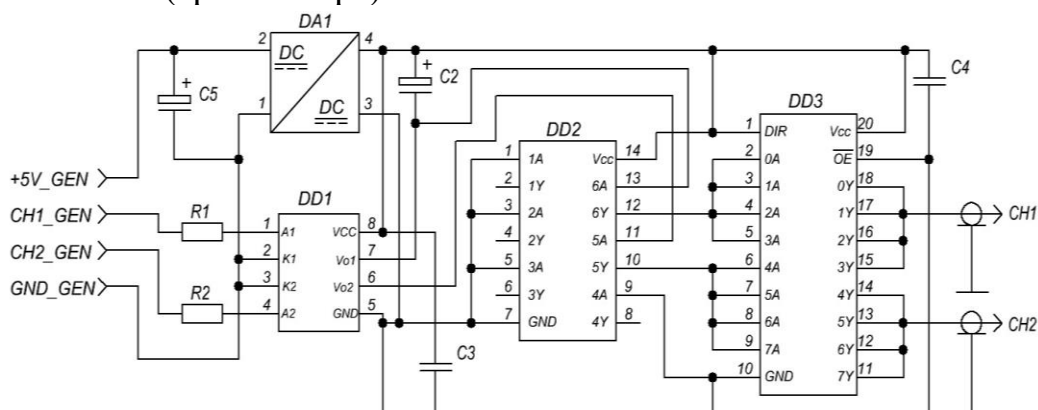 DA1
2 DC 4
+ C5
+ C2
C4
1 DC 3
DD2
DD3
1 DIR Vcc 20
2 0A OE 19
3 1A 0Y 18
4 2A 1Y 17
5 3A 2Y 16
6 4A 3Y 15
7 5A 4Y 14
8 6A 5Y 13
9 7A 6Y 12
10 GND 7Y 11
1 1A Vcc 14
2 1Y 6A 13
3 2A 6Y 12
4 2Y 5A 11
5 3A 5Y 10
6 3Y 4A 9
7 GND 4Y 8
+5V_GEN
CH1_GEN
CH2_GEN
GND_GEN
R1
R2
DD1
1 A1 VCC 8
2 K1 Vo1 7
3 K2 Vo2 6
4 A2 GND 5
C3
CH1
CH2